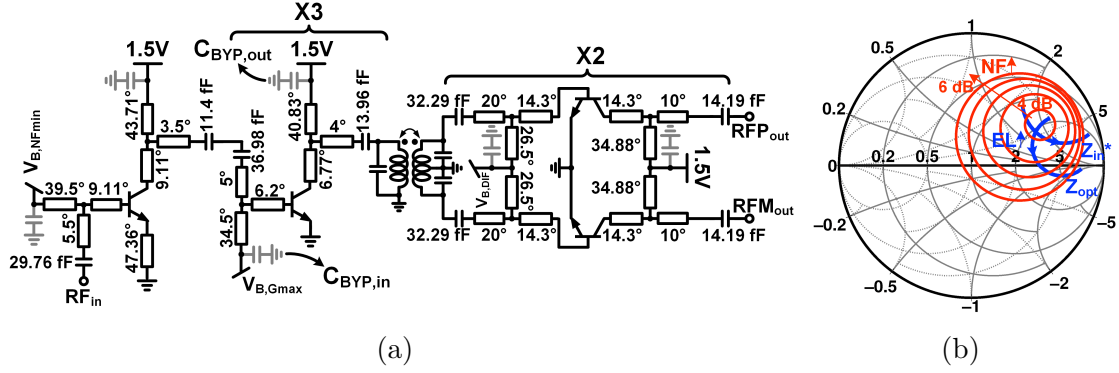 (a)
X3
C_BYP,out
1.5V
1.5V
X2
43.71°
3.5°
11.4 fF
9.11°
36.98 fF
40.83°
4°
13.96 fF
6.77°
V_B,NFmin
39.5°
9.11°
5.5°
47.36°
29.76 fF
RF_in
5°
6.2°
34.5°
V_B,Gmax
C_BYP,in
32.29 fF
20°
14.3°
14.3°
10°
14.19 fF
RFP_out
26.5°
34.88°
V_B,DIF
1.5V
26.5°
34.88°
RFM_out
32.29 fF
20°
14.3°
14.3°
10°
14.19 fF
1
0.5
2
NF
6 dB
4 dB
0.2
5
EL
Z_in*
0
0.2
0.5
1
2
5
Z_opt
-0.2
-5
-0.5
-2
-1
(b)